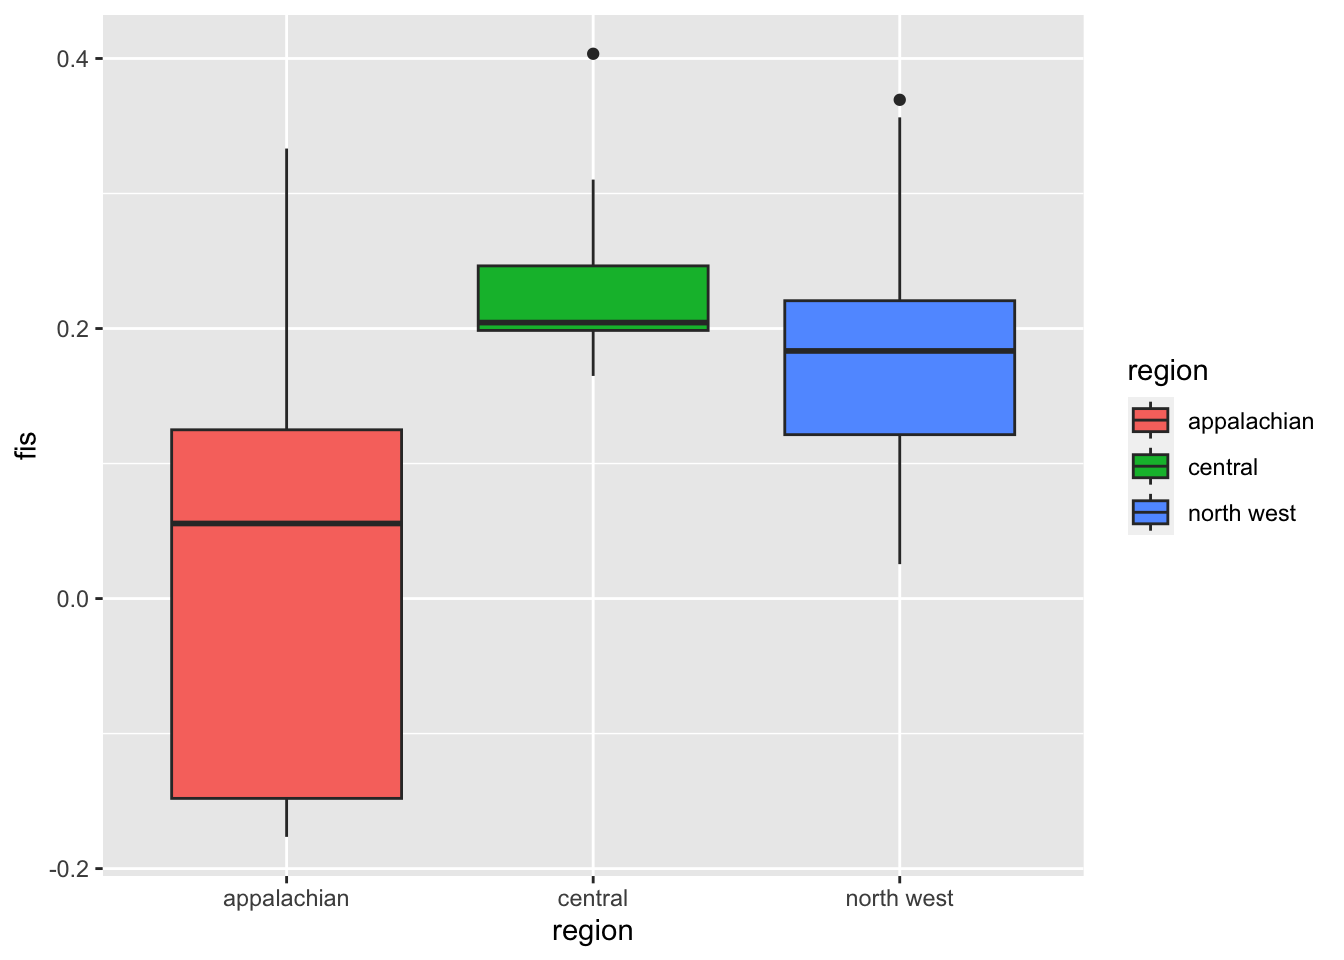 fis
0.4
0.2
0.0
-0.2
appalachian
central
north west
region
region
appalachian
central
north west